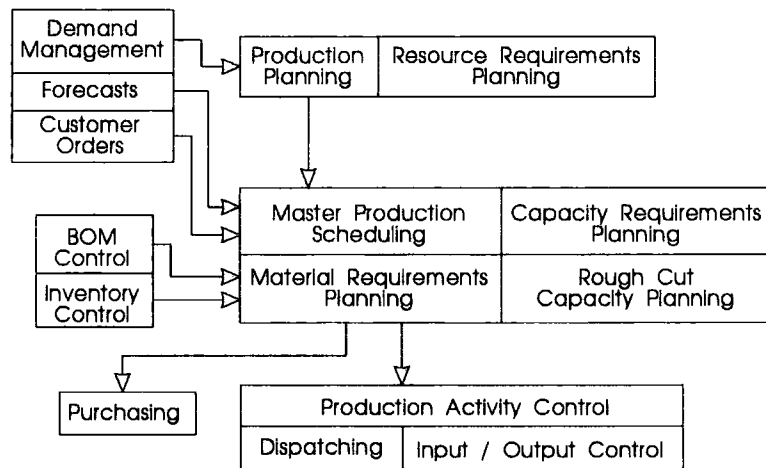 Demand
Management
Forecasts
Customer
Orders
Production
Planning
Resource Requirements
Planning
Master Production
Scheduling
Capacity Requirements
Planning
BOM
Control
Inventory
Control
Material Requirements
Planning
Rough Cut
Capacity Planning
Purchasing
Production Activity Control
Dispatching
Input / Output Control